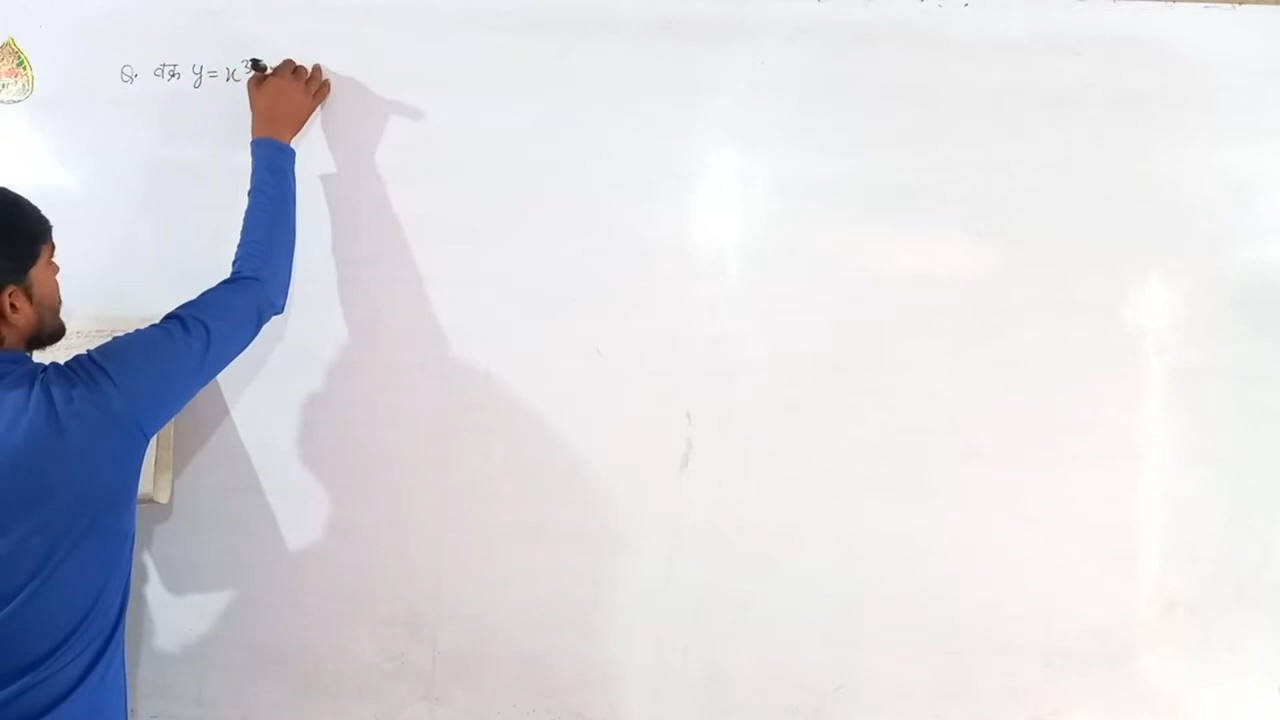 Q. वक्र y = x³